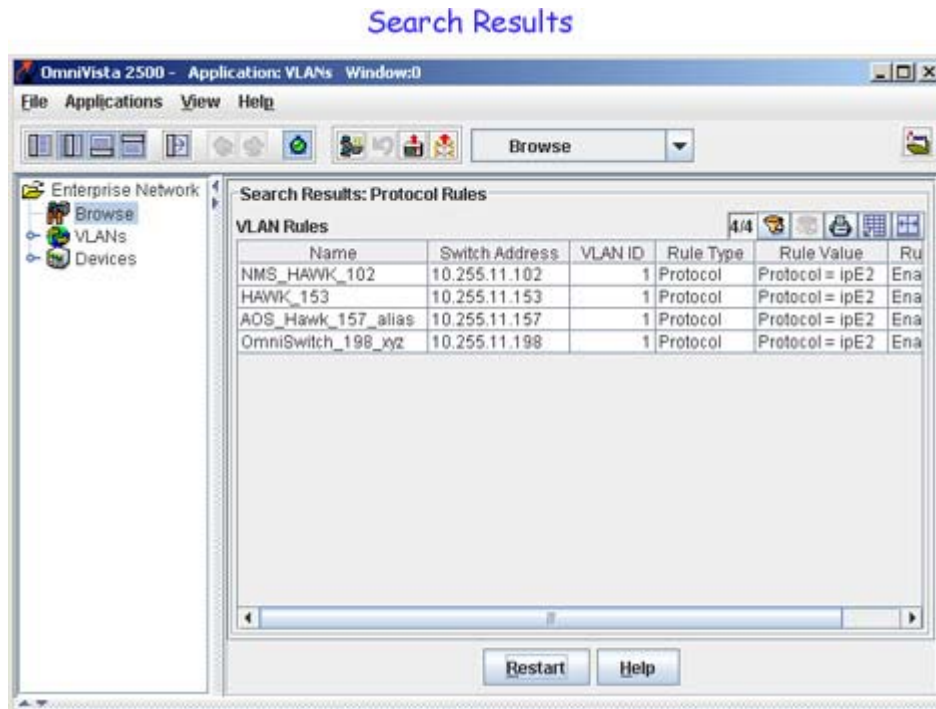 Search Results
OmniVista 2500 - Application: VLANs Window:0
File Applications View Help
Browse
Enterprise Network
Browse
VLANs
Devices
Search Results: Protocol Rules
VLAN Rules 4/4
Name Switch Address VLAN ID Rule Type Rule Value Ru
NMS_HAWK_102 10.255.11.102 1 Protocol Protocol = ipE2 Ena
HAWK_153 10.255.11.153 1 Protocol Protocol = ipE2 Ena
AOS_Hawk_157_alias 10.255.11.157 1 Protocol Protocol = ipE2 Ena
OmniSwitch_198_xyz 10.255.11.198 1 Protocol Protocol = ipE2 Ena
Restart Help